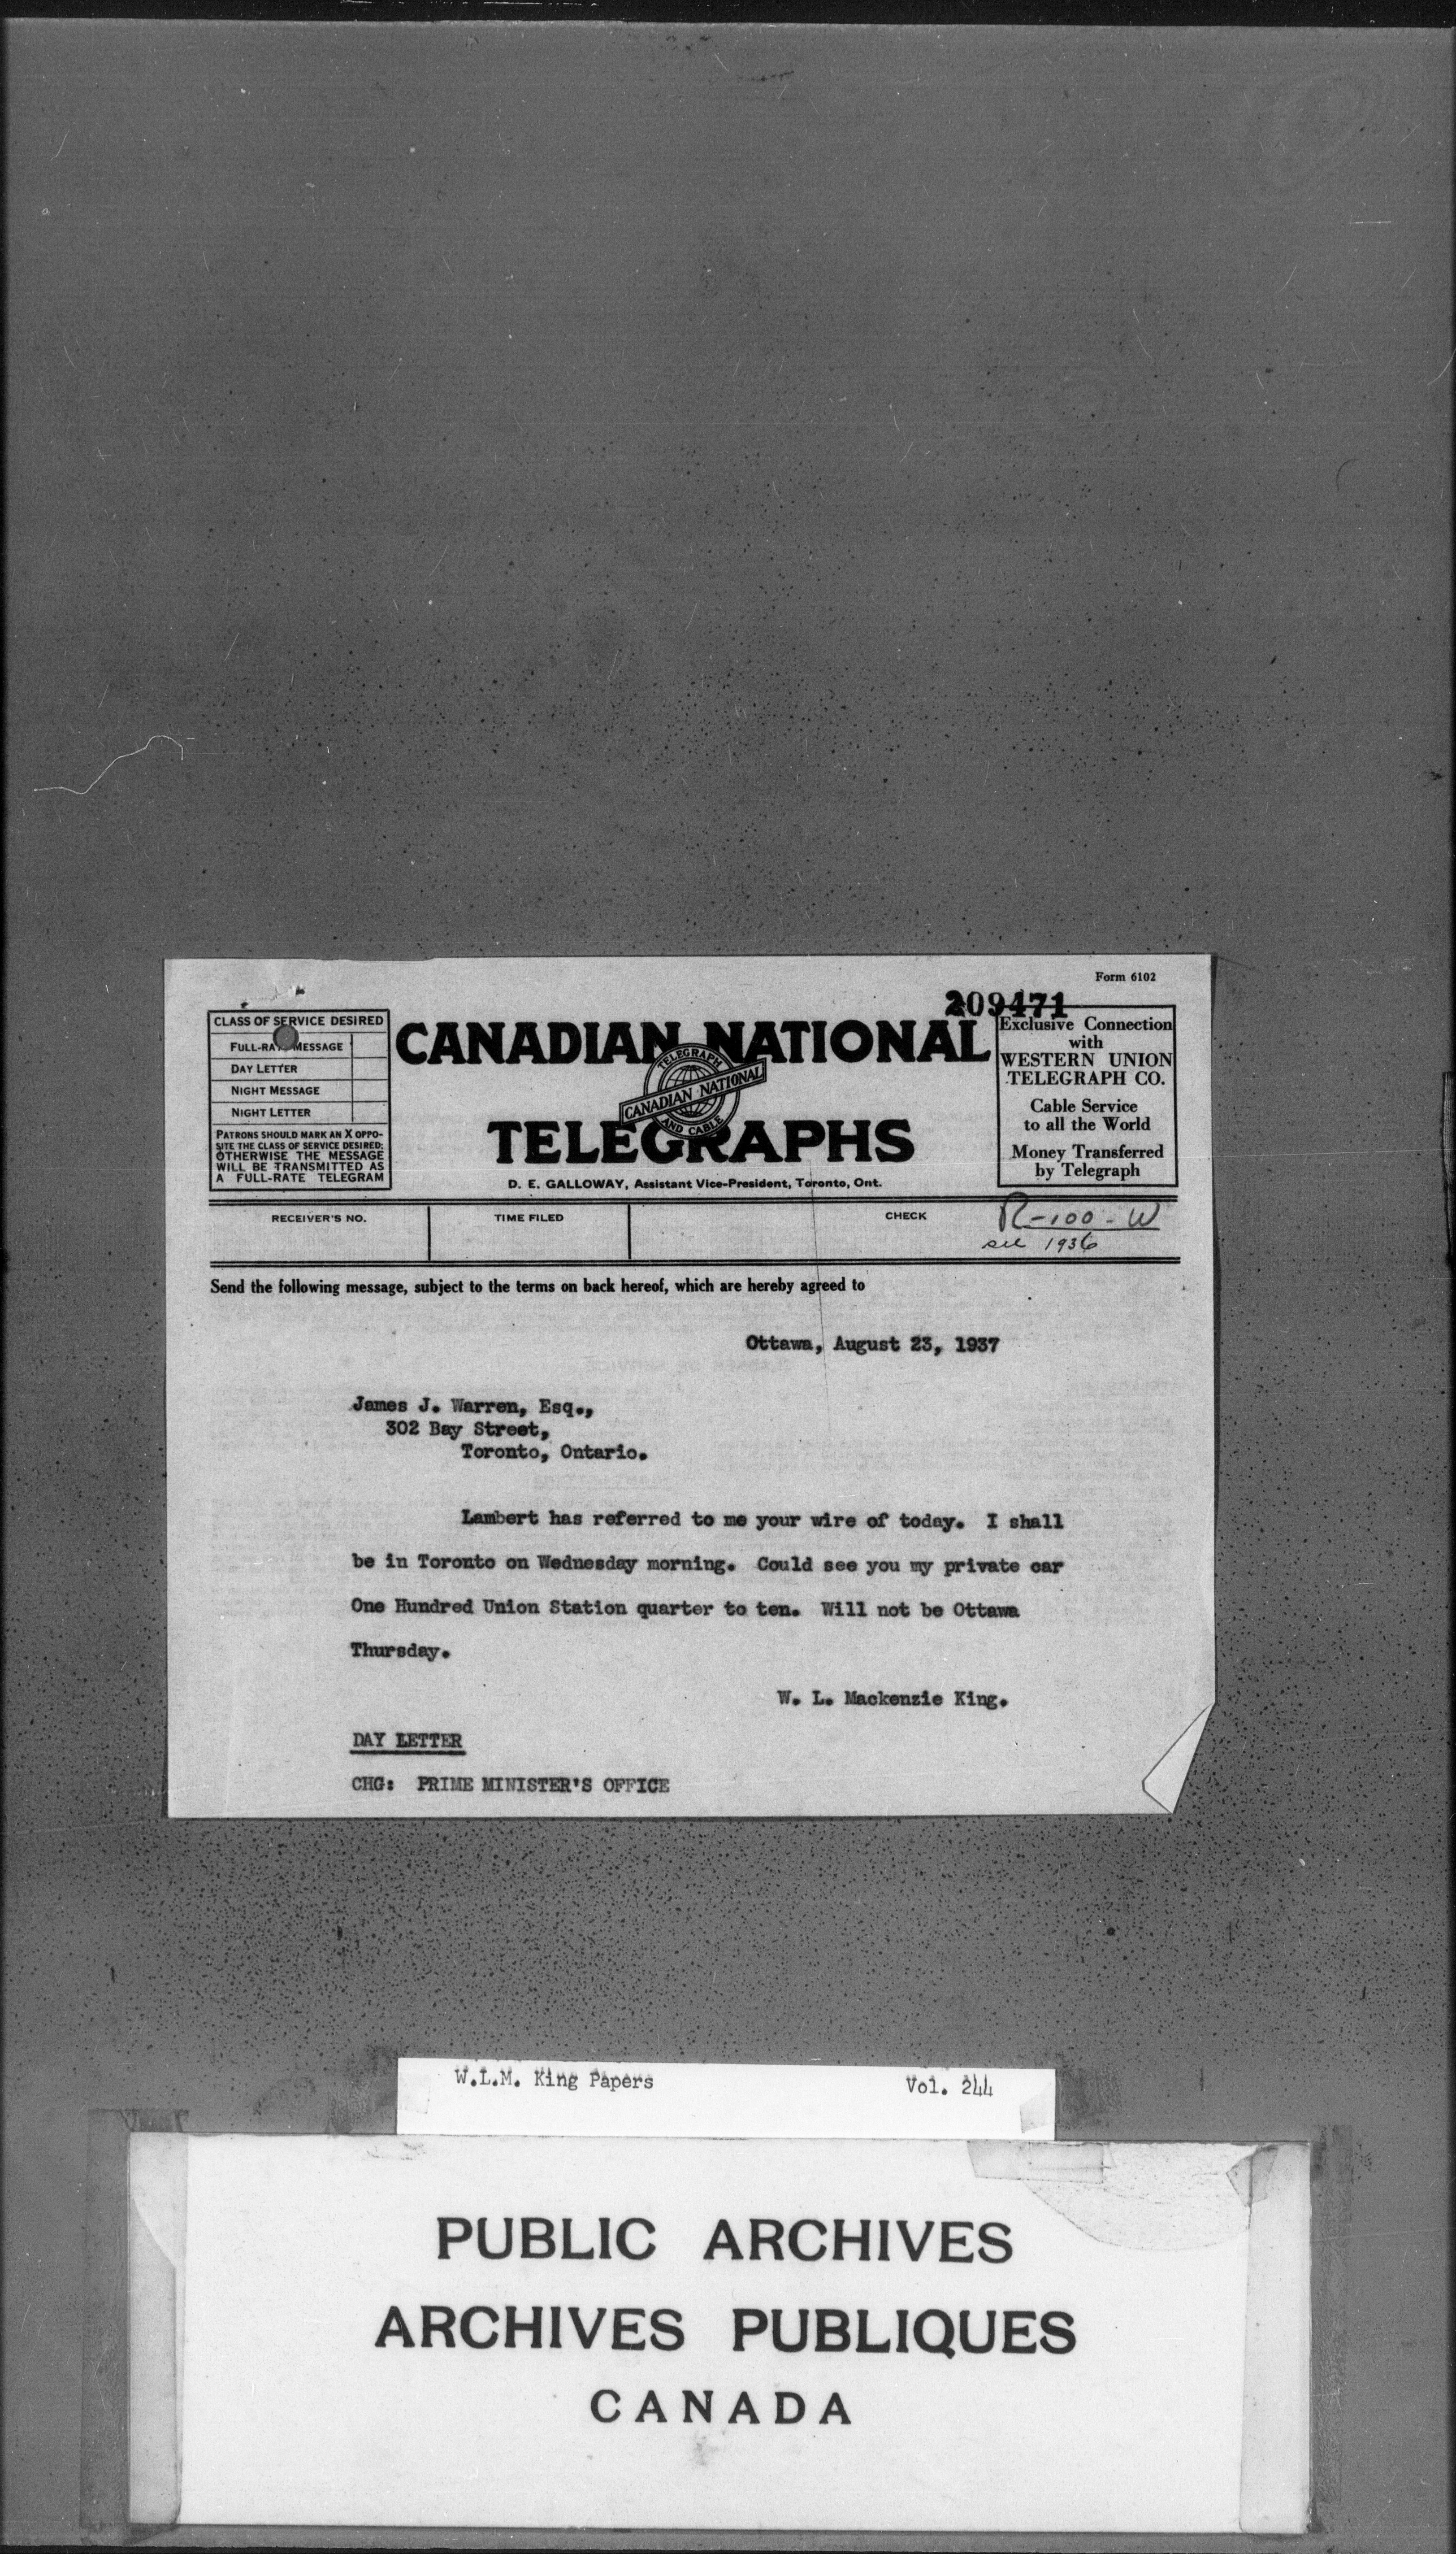 Form 6102
209471
CLASS OF SERVICE DESIRED
FULL-RA MESSAGE
DAY LETTER
NIGHT MESSAGE
NIGHT LETTER
PATRONS SHOULD MARK AN X OPPO-
SITE THE CLASS OF SERVICE DESIRED;
OTHERWISE THE MESSAGE
WILL BE TRANSMITTED AS
A FULL-RATE TELEGRAM
CANADIAN NATIONAL
TELEGRAPH
CANADIAN NATIONAL
AND CABLE
TELEGRAPHS
D. E. GALLOWAY, Assistant Vice-President, Toronto, Ont.
Exclusive Connection
with
WESTERN UNION
TELEGRAPH CO.
Cable Service
to all the World
Money Transferred
by Telegraph
RECEIVER'S NO.
TIME FILED
CHECK
R-100-W
see 1936
Send the following message, subject to the terms on back hereof, which are hereby agreed to
Ottawa, August 23, 1937
James J. Warren, Esq.,
302 Bay Street,
Toronto, Ontario.
Lambert has referred to me your wire of today. I shall
be in Toronto on Wednesday morning. Could see you my private car
One Hundred Union Station quarter to ten. Will not be Ottawa
Thursday.
W. L. Mackenzie King.
DAY LETTER
CHG: PRIME MINISTER'S OFFICE
W.L.M. King Papers
Vol. 244
PUBLIC ARCHIVES
ARCHIVES PUBLIQUES
CANADA